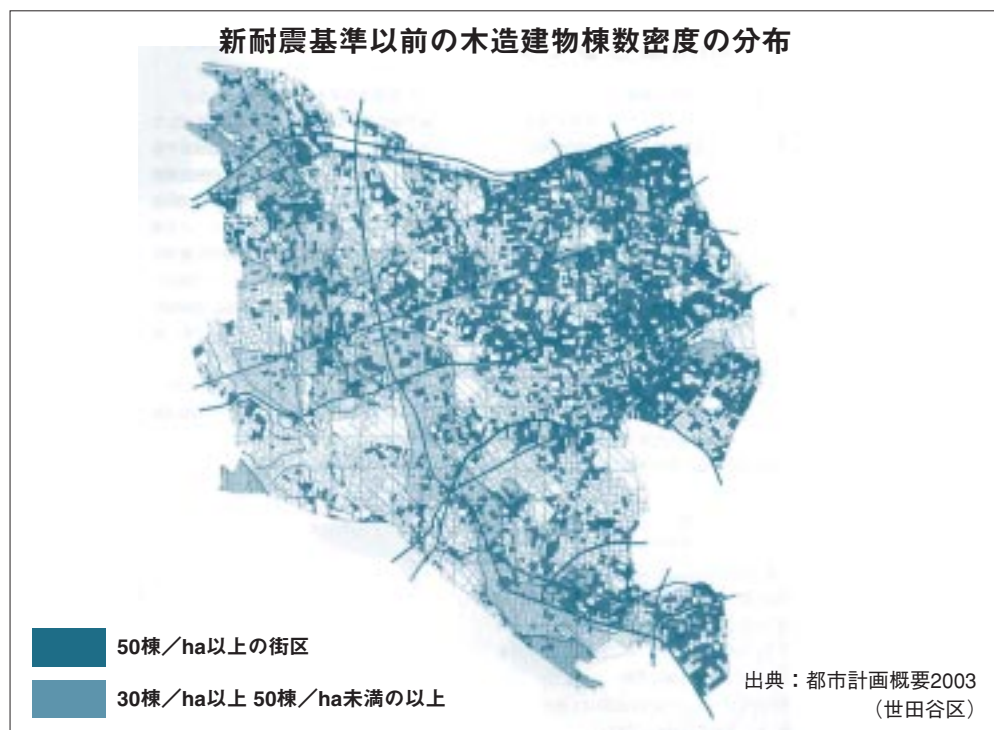 新耐震基準以前の木造建物棟数密度の分布
50棟／ha以上の街区
30棟／ha以上 50棟／ha未満の以上
出典：都市計画概要2003
（世田谷区）